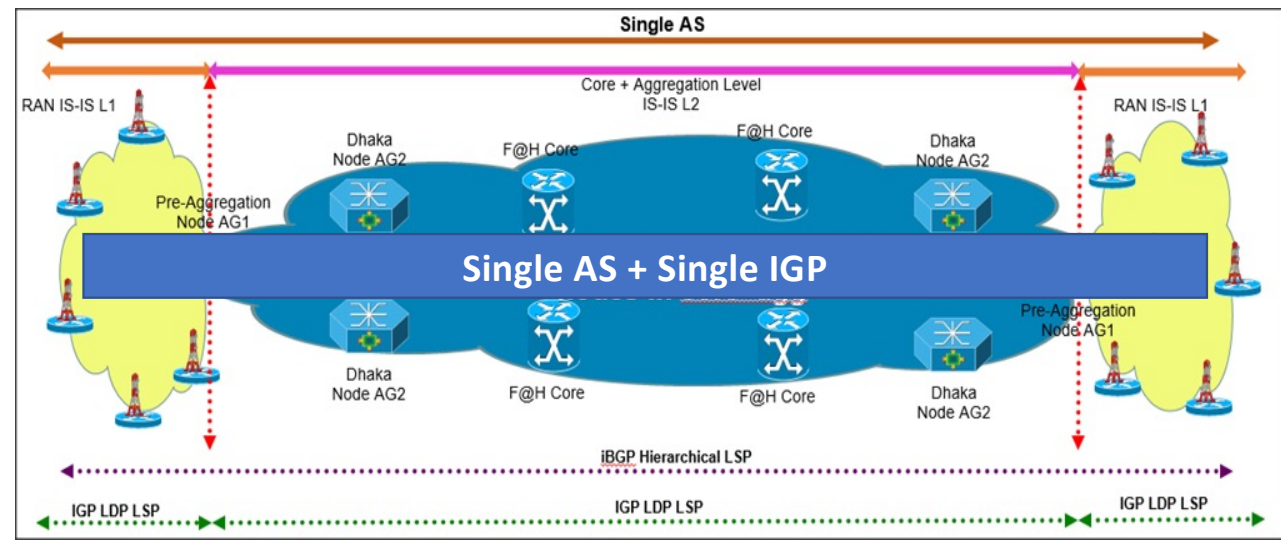 Single AS
Core + Aggregation Level
IS-IS L2
RAN IS-IS L1
RAN IS-IS L1
Dhaka
Node AG2
F@H Core
F@H Core
Dhaka
Node AG2
Pre-Aggregation
Node AG1
Single AS + Single IGP
Pre-Aggregation
Node AG1
Dhaka
Node AG2
F@H Core
F@H Core
Dhaka
Node AG2
iBGP Hierarchical LSP
IGP LDP LSP
IGP LDP LSP
IGP LDP LSP